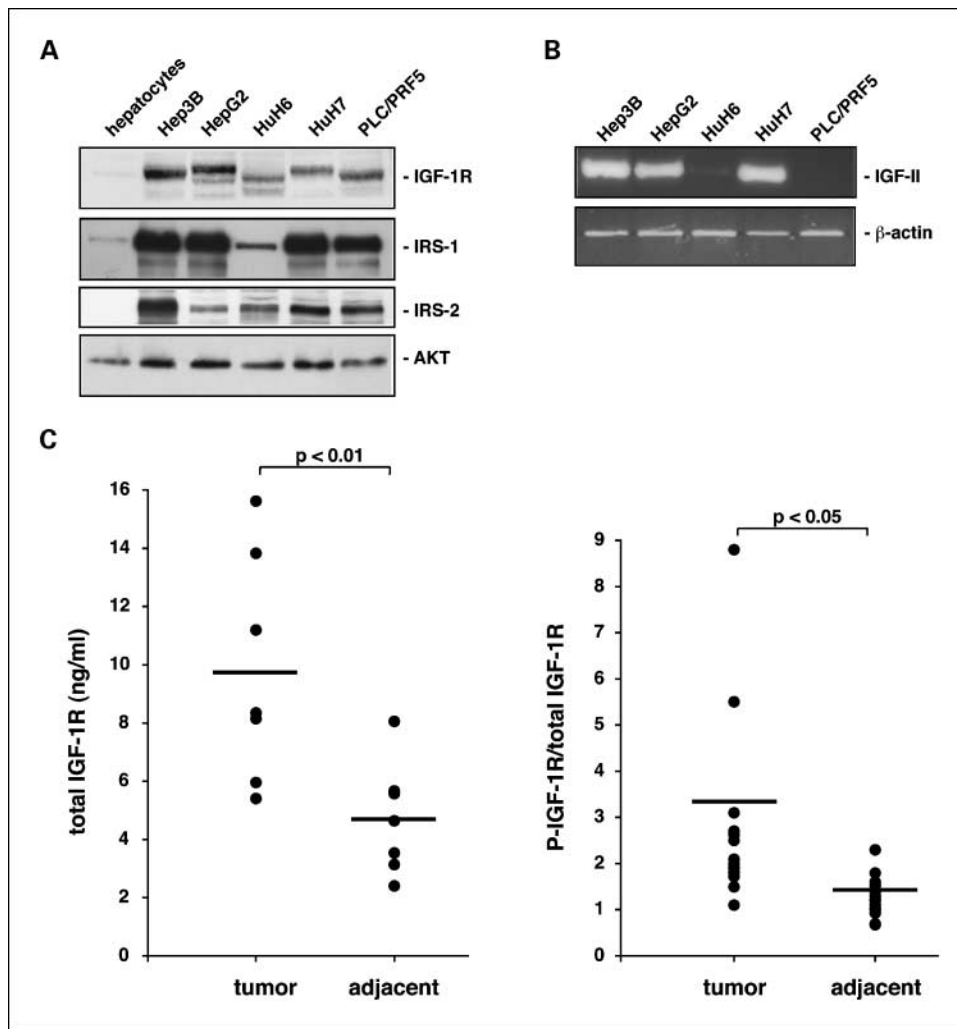 A
hepatocytes
Hep3B
HepG2
HuH6
HuH7
PLC/PRF5
- IGF-1R
- IRS-1
- IRS-2
- AKT
B
Hep3B
HepG2
HuH6
HuH7
PLC/PRF5
- IGF-II
- β-actin
C
p < 0.01
16
14
12
10
8
6
4
2
0
total IGF-1R (ng/ml)
tumor
adjacent
p < 0.05
9
8
7
6
5
4
3
2
1
0
P-IGF-1R/total IGF-1R
tumor
adjacent